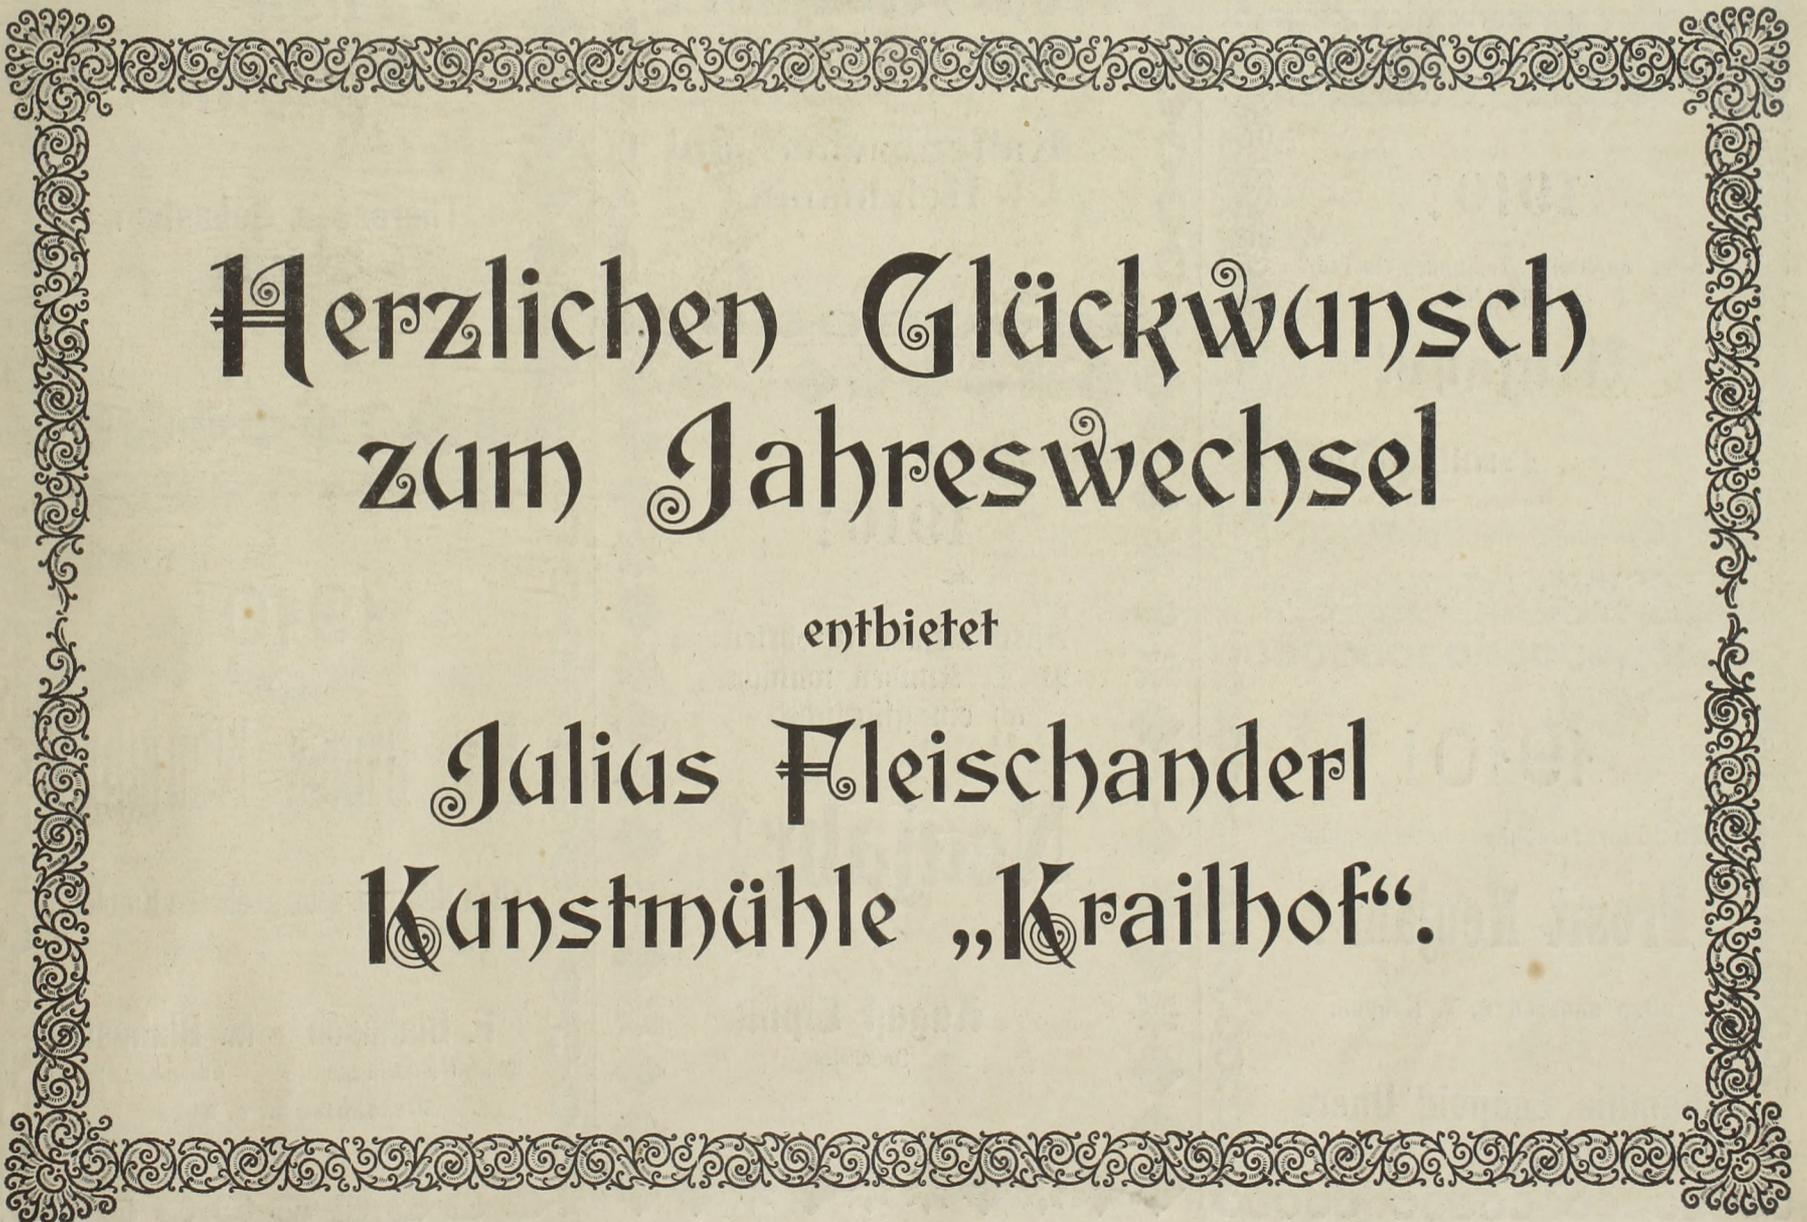 Herzlichen Glückwunsch
zum Jahreswechsel
entbietet
Julius Fleischanderl
Kunstmühle „Krailhof“.